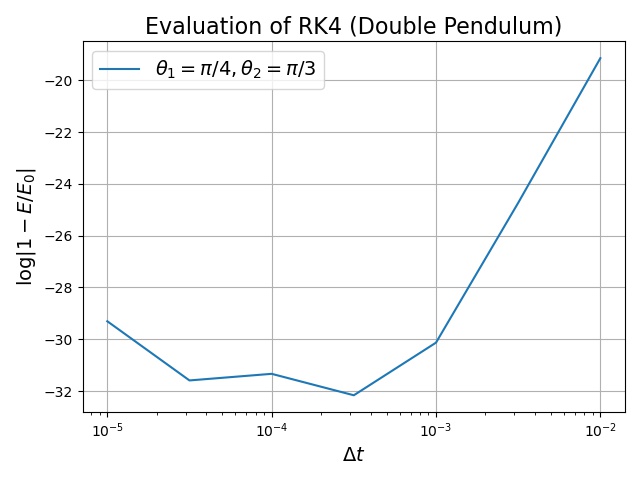 Evaluation of RK4 (Double Pendulum)
θ₁ = π/4, θ₂ = π/3
log|1 − E/E₀|
−20
−22
−24
−26
−28
−30
−32
10⁻⁵
10⁻⁴
10⁻³
10⁻²
Δt